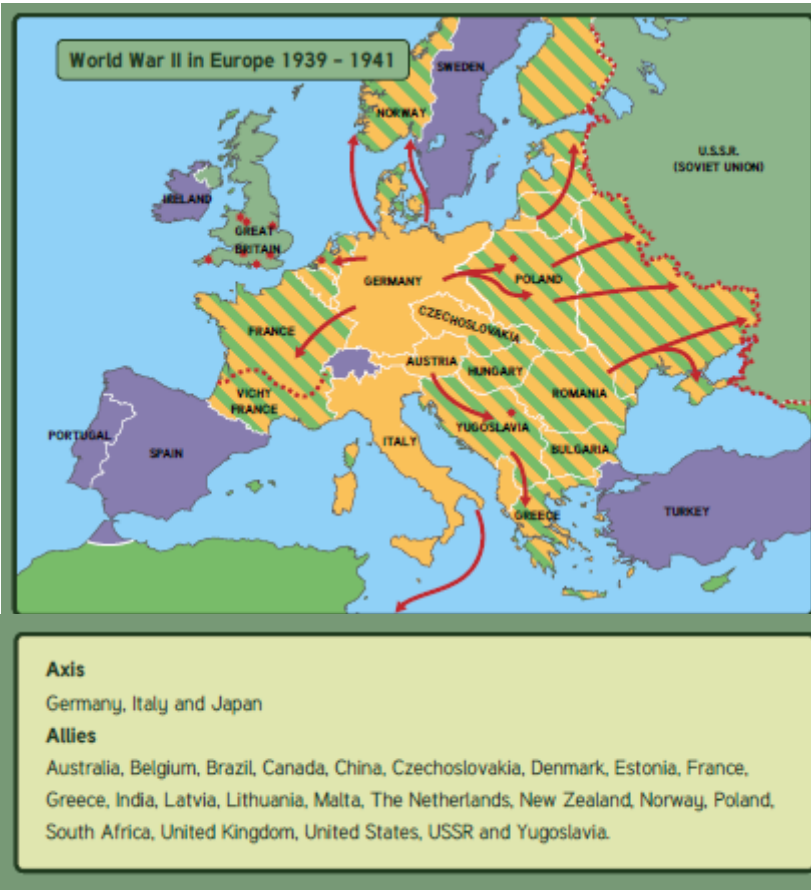 World War II in Europe 1939 – 1941
SWEDEN
NORWAY
U.S.S.R.
(SOVIET UNION)
IRELAND
GREAT
BRITAIN
GERMANY
POLAND
CZECHOSLOVAKIA
FRANCE
AUSTRIA
HUNGARY
VICHY
FRANCE
ROMANIA
PORTUGAL
SPAIN
ITALY
YUGOSLAVIA
BULGARIA
GREECE
TURKEY
Axis
Germany, Italy and Japan
Allies
Australia, Belgium, Brazil, Canada, China, Czechoslovakia, Denmark, Estonia, France,
Greece, India, Latvia, Lithuania, Malta, The Netherlands, New Zealand, Norway, Poland,
South Africa, United Kingdom, United States, USSR and Yugoslavia.